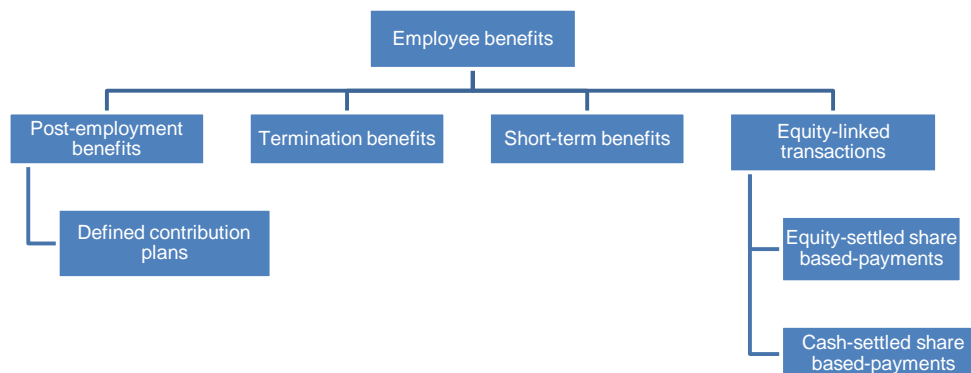 Employee benefits
Post-employment
benefits
Termination benefits
Short-term benefits
Equity-linked
transactions
Defined contribution
plans
Equity-settled share
based-payments
Cash-settled share
based-payments